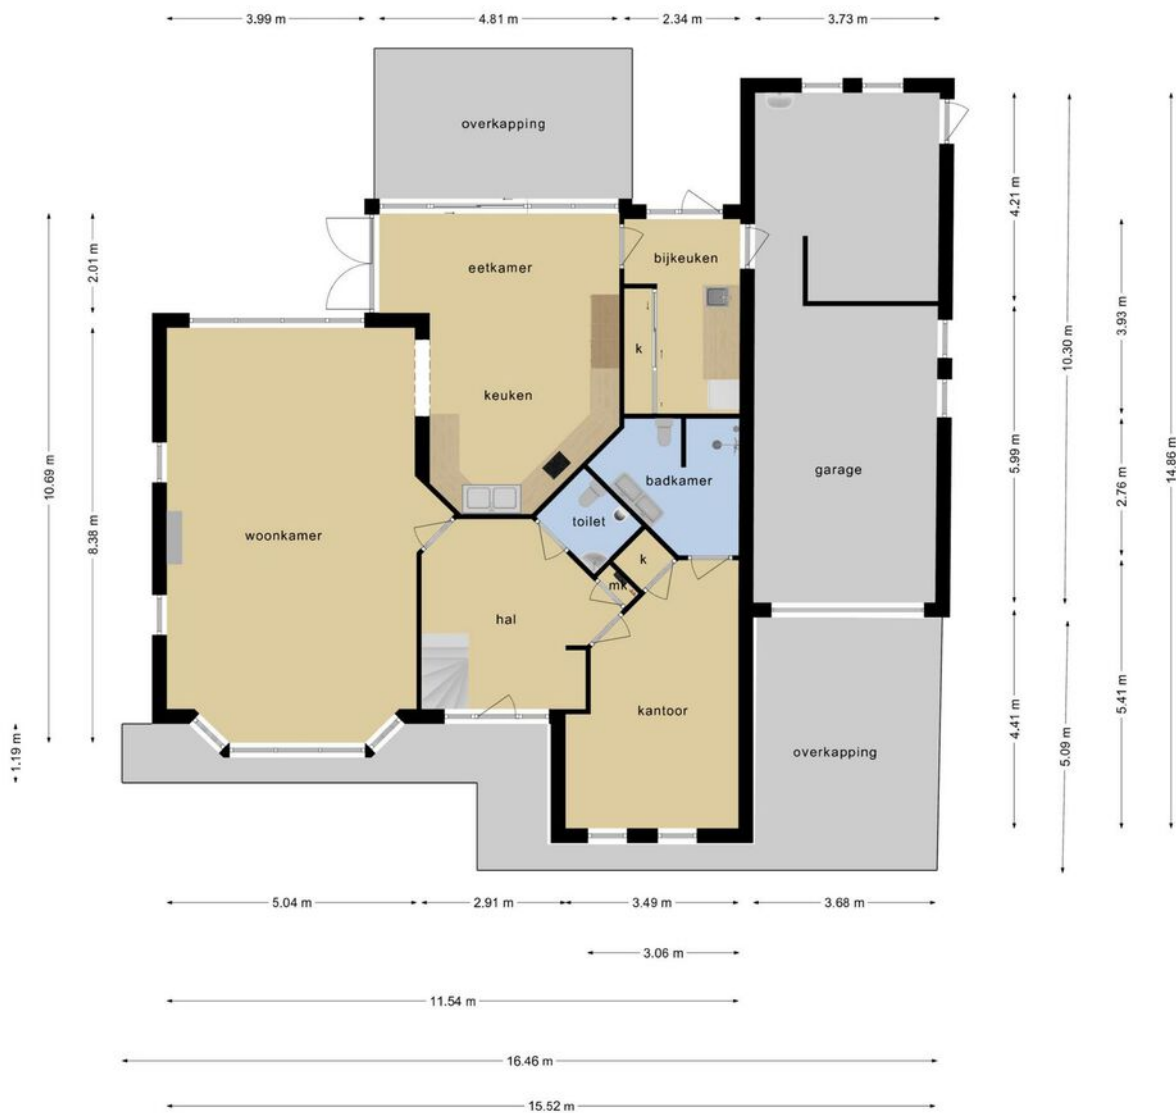 3.99 m
4.81 m
2.34 m
3.73 m
overkapping
4.21 m
2.01 m
eetkamer
bijkeuken
3.93 m
10.30 m
k
keuken
10.69 m
8.38 m
5.99 m
14.86 m
garage
2.76 m
badkamer
toilet
woonkamer
k
mk
hal
kantoor
5.41 m
4.41 m
5.09 m
1.19 m
overkapping
5.04 m
2.91 m
3.49 m
3.68 m
3.06 m
11.54 m
16.46 m
15.52 m